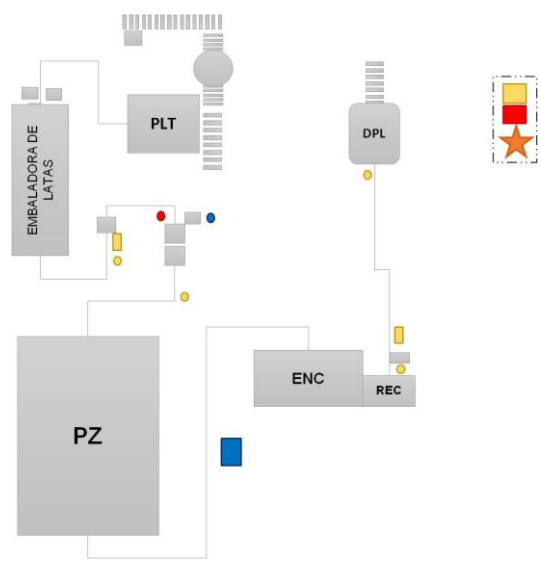 PLT
DPL
EMBALADORA DE
LATAS
ENC
REC
PZ